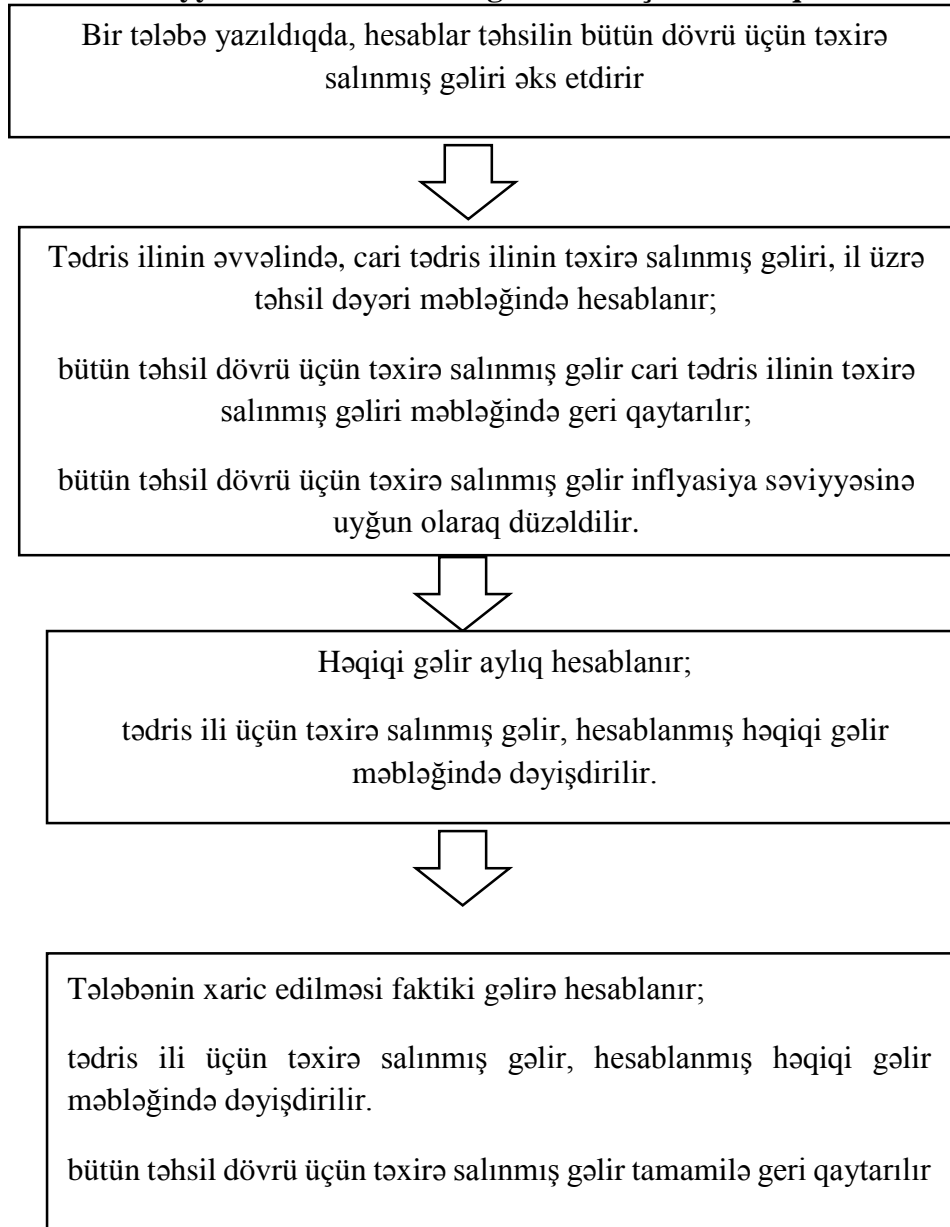 Bir tələbə yazıldıqda, hesablar təhsilin bütün dövrü üçün təxirə
salınmış gəliri əks etdirir
Tədris ilinin əvvəlində, cari tədris ilinin təxirə salınmış gəliri, il üzrə
təhsil dəyəri məbləğində hesablanır;
bütün təhsil dövrü üçün təxirə salınmış gəlir cari tədris ilinin təxirə
salınmış gəliri məbləğində geri qaytarılır;
bütün təhsil dövrü üçün təxirə salınmış gəlir inflyasiya səviyyəsinə
uyğun olaraq düzəldilir.
Həqiqi gəlir aylıq hesablanır;
tədris ili üçün təxirə salınmış gəlir, hesablanmış həqiqi gəlir
məbləğində dəyişdirilir.
Tələbənin xaric edilməsi faktiki gəlirə hesablanır;
tədris ili üçün təxirə salınmış gəlir, hesablanmış həqiqi gəlir
məbləğində dəyişdirilir.
bütün təhsil dövrü üçün təxirə salınmış gəlir tamamilə geri qaytarılır